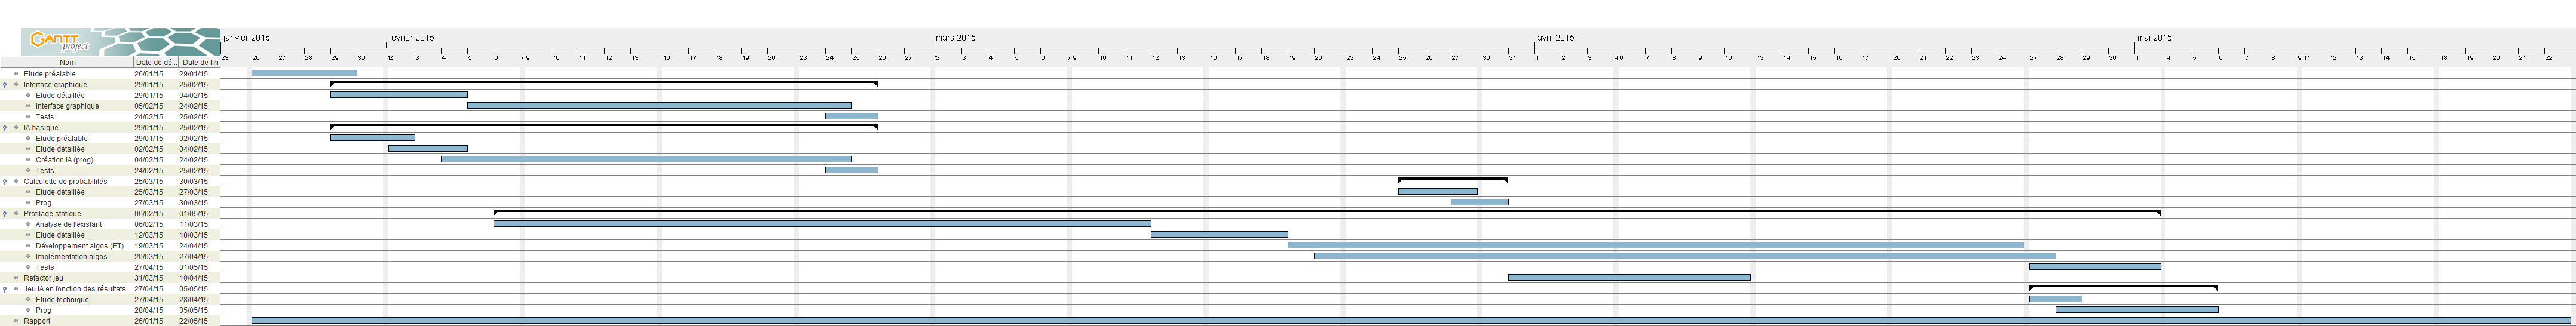 GANTT project
janvier 2015 février 2015 mars 2015 avril 2015 mai 2015
Nom Date de dé... Date de fin 23 26 27 28 29 30 2 3 4 5 6 7 9 10 11 12 13 16 17 18 19 20 23 24 25 26 27 1 2 3 4 5 6 7 9 10 11 12 13 16 17 18 19 20 23 24 25 26 27 30 31 1 2 3 4 6 7 8 9 10 13 14 15 16 17 20 21 22 23 24 27 28 29 30 1 4 5 6 7 8 9 11 12 13 14 15 18 19 20 21 22
Etude préalable 26/01/15 29/01/15
Interface graphique 29/01/15 25/02/15
Etude détaillée 29/01/15 04/02/15
Interface graphique 05/02/15 24/02/15
Tests 24/02/15 25/02/15
IA basique 29/01/15 25/02/15
Etude préalable 29/01/15 02/02/15
Etude détaillée 02/02/15 04/02/15
Création IA (prog) 04/02/15 24/02/15
Tests 24/02/15 25/02/15
Calculette de probabilités 25/03/15 30/03/15
Etude détaillée 25/03/15 27/03/15
Prog 27/03/15 30/03/15
Profilage statique 06/02/15 01/05/15
Analyse de l'existant 06/02/15 11/03/15
Etude détaillée 12/03/15 18/03/15
Développement algos (ET) 19/03/15 24/04/15
Implémentation algos 20/03/15 27/04/15
Tests 27/04/15 01/05/15
Refactor jeu 31/03/15 10/04/15
Jeu IA en fonction des résultats 27/04/15 05/05/15
Etude technique 27/04/15 28/04/15
Prog 28/04/15 05/05/15
Rapport 26/01/15 22/05/15